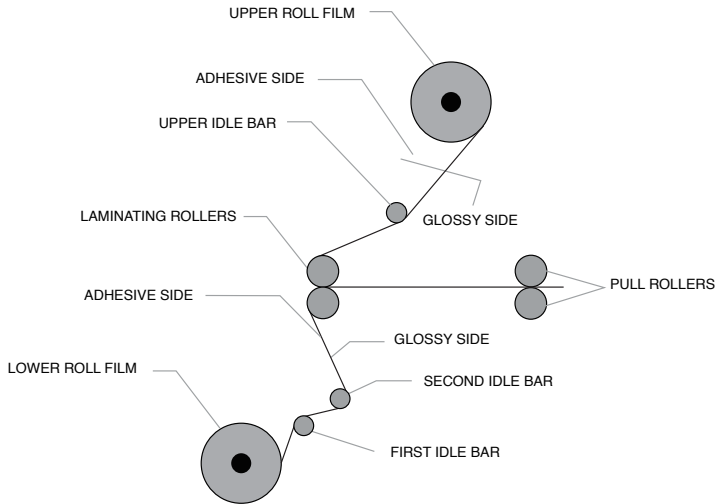 UPPER ROLL FILM
ADHESIVE SIDE
UPPER IDLE BAR
LAMINATING ROLLERS
GLOSSY SIDE
PULL ROLLERS
ADHESIVE SIDE
GLOSSY SIDE
LOWER ROLL FILM
SECOND IDLE BAR
FIRST IDLE BAR